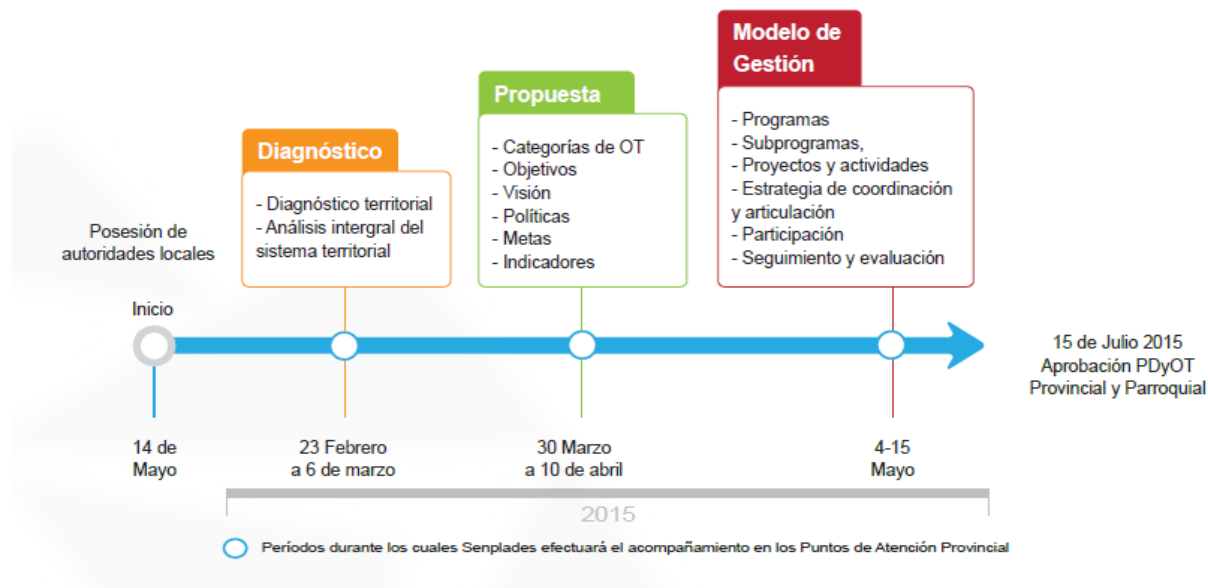 Modelo de
Gestión
- Programas
- Subprogramas,
- Proyectos y actividades
- Estrategia de coordinación
y articulación
- Participación
- Seguimiento y evaluación
Propuesta
- Categorías de OT
- Objetivos
- Visión
- Políticas
- Metas
- Indicadores
Diagnóstico
- Diagnóstico territorial
- Análisis intergral del
sistema territorial
Posesión de
autoridades locales
Inicio
15 de Julio 2015
Aprobación PDyOT
Provincial y Parroquial
14 de
Mayo
23 Febrero
a 6 de marzo
30 Marzo
a 10 de abril
4-15
Mayo
2015
Períodos durante los cuales Senplades efectuará el acompañamiento en los Puntos de Atención Provincial